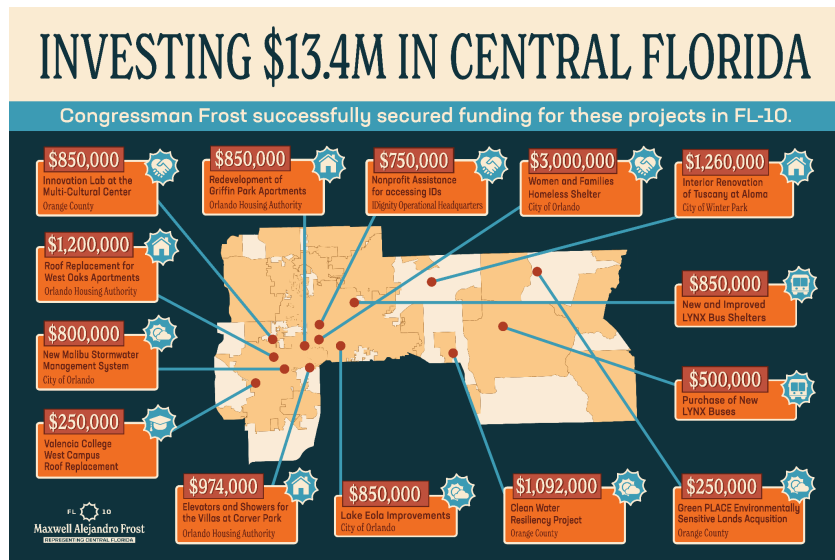 INVESTING $13.4M IN CENTRAL FLORIDA
Congressman Frost successfully secured funding for these projects in FL-10.
$850,000
Innovation Lab at the
Multi-Cultural Center
Orange County
$850,000
Redevelopment of
Griffin Park Apartments
Orlando Housing Authority
$750,000
Nonprofit Assistance
for accessing IDs
IDignity Operational Headquarters
$3,000,000
Women and Families
Homeless Shelter
City of Orlando
$1,260,000
Interior Renovation
of Tuscany at Aloma
City of Winter Park
$1,200,000
Roof Replacement for
West Oaks Apartments
Orlando Housing Authority
$850,000
New and Improved
LYNX Bus Shelters
$800,000
New Malibu Stormwater
Management System
City of Orlando
$500,000
Purchase of New
LYNX Buses
$250,000
Valencia College
West Campus
Roof Replacement
$974,000
Elevators and Showers for
the Villas at Carver Park
Orlando Housing Authority
$850,000
Lake Eola Improvements
City of Orlando
$1,092,000
Clean Water
Resiliency Project
Orange County
$250,000
Green PLACE Environmentally
Sensitive Lands Acqusition
Orange County
FL 10
Maxwell Alejandro Frost
REPRESENTING CENTRAL FLORIDA